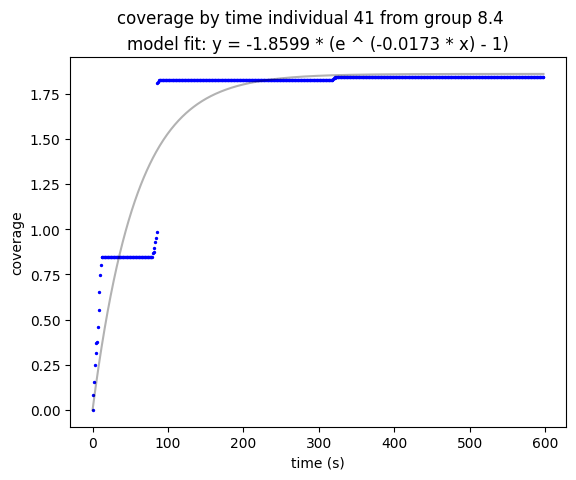 coverage by time individual 41 from group 8.4
model fit: y = -1.8599 * (e ^ (-0.0173 * x) - 1)
1.75
1.50
1.25
1.00
0.75
0.50
0.25
0.00
coverage
0 100 200 300 400 500 600
time (s)